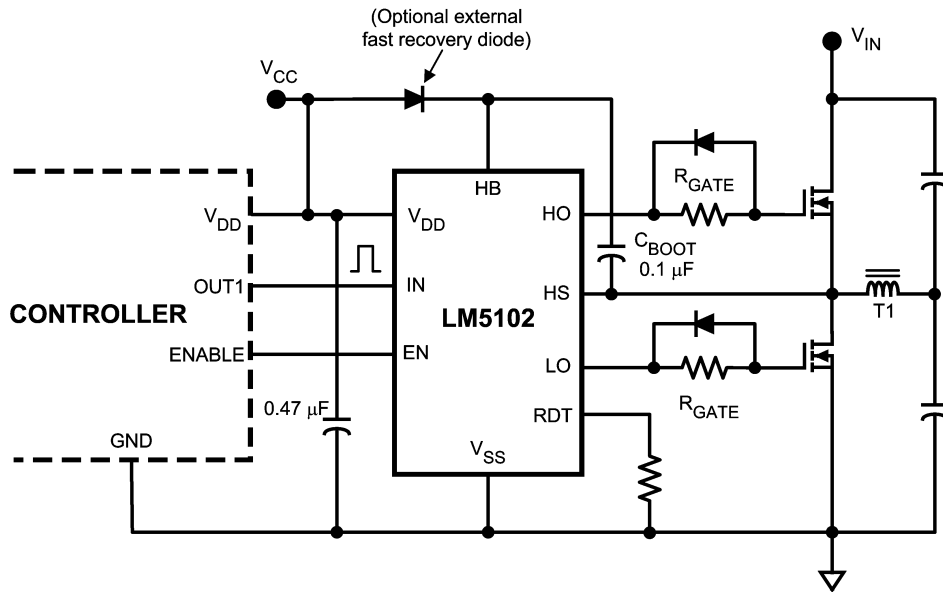 (Optional external
fast recovery diode)
VIN
VCC
HB
RGATE
VDD
VDD
HO
CBOOT
0.1 µF
OUT1
IN
HS
CONTROLLER
LM5102
T1
ENABLE
EN
LO
0.47 µF
RGATE
RDT
GND
VSS